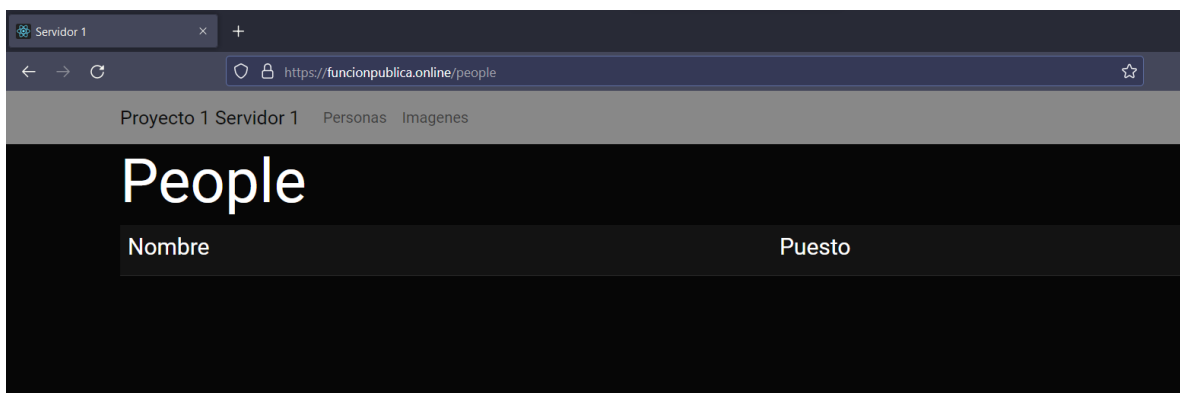 Servidor 1
https://funcionpublica.online/people
Proyecto 1 Servidor 1 Personas Imagenes
People
Nombre Puesto